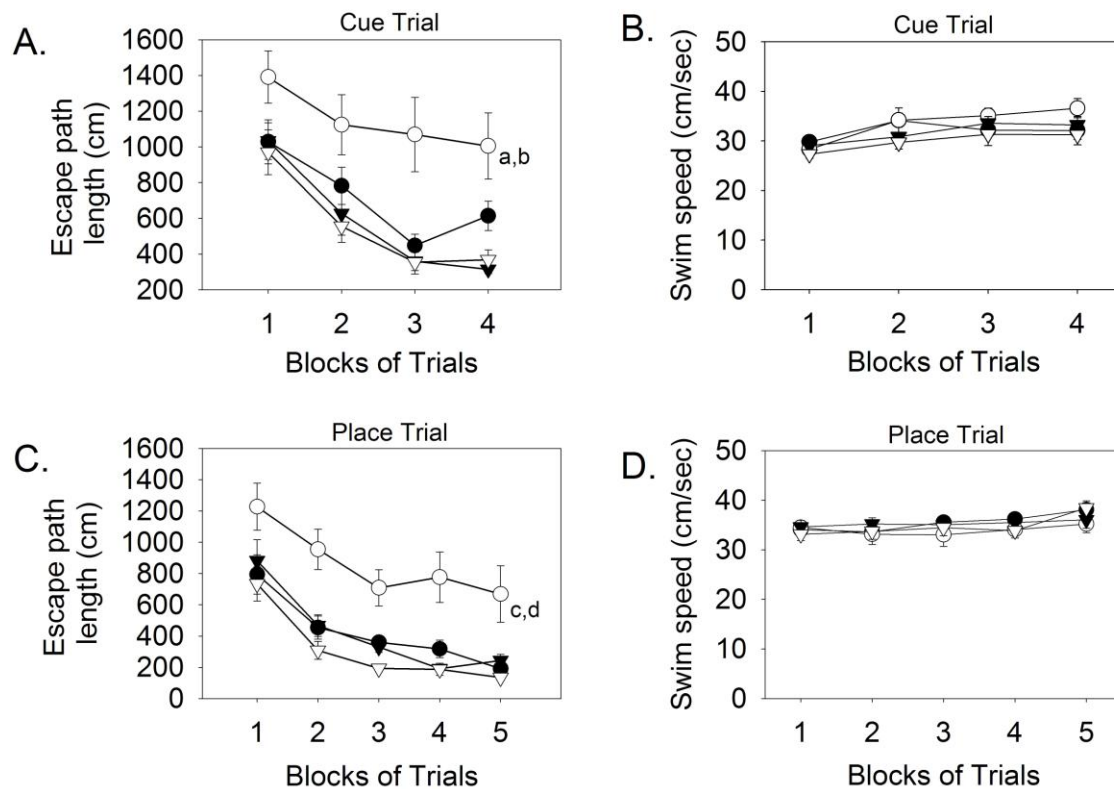 A.
Cue Trial
1600
1400
1200
1000
800
600
400
200
Escape path
length (cm)
a,b
1 2 3 4
Blocks of Trials
B.
Cue Trial
50
40
30
20
10
0
Swim speed (cm/sec)
1 2 3 4
Blocks of Trials
C.
Place Trial
1600
1400
1200
1000
800
600
400
200
0
Escape path
length (cm)
c,d
1 2 3 4 5
Blocks of Trials
D.
Place Trial
50
40
30
20
10
0
Swim speed (cm/sec)
1 2 3 4 5
Blocks of Trials